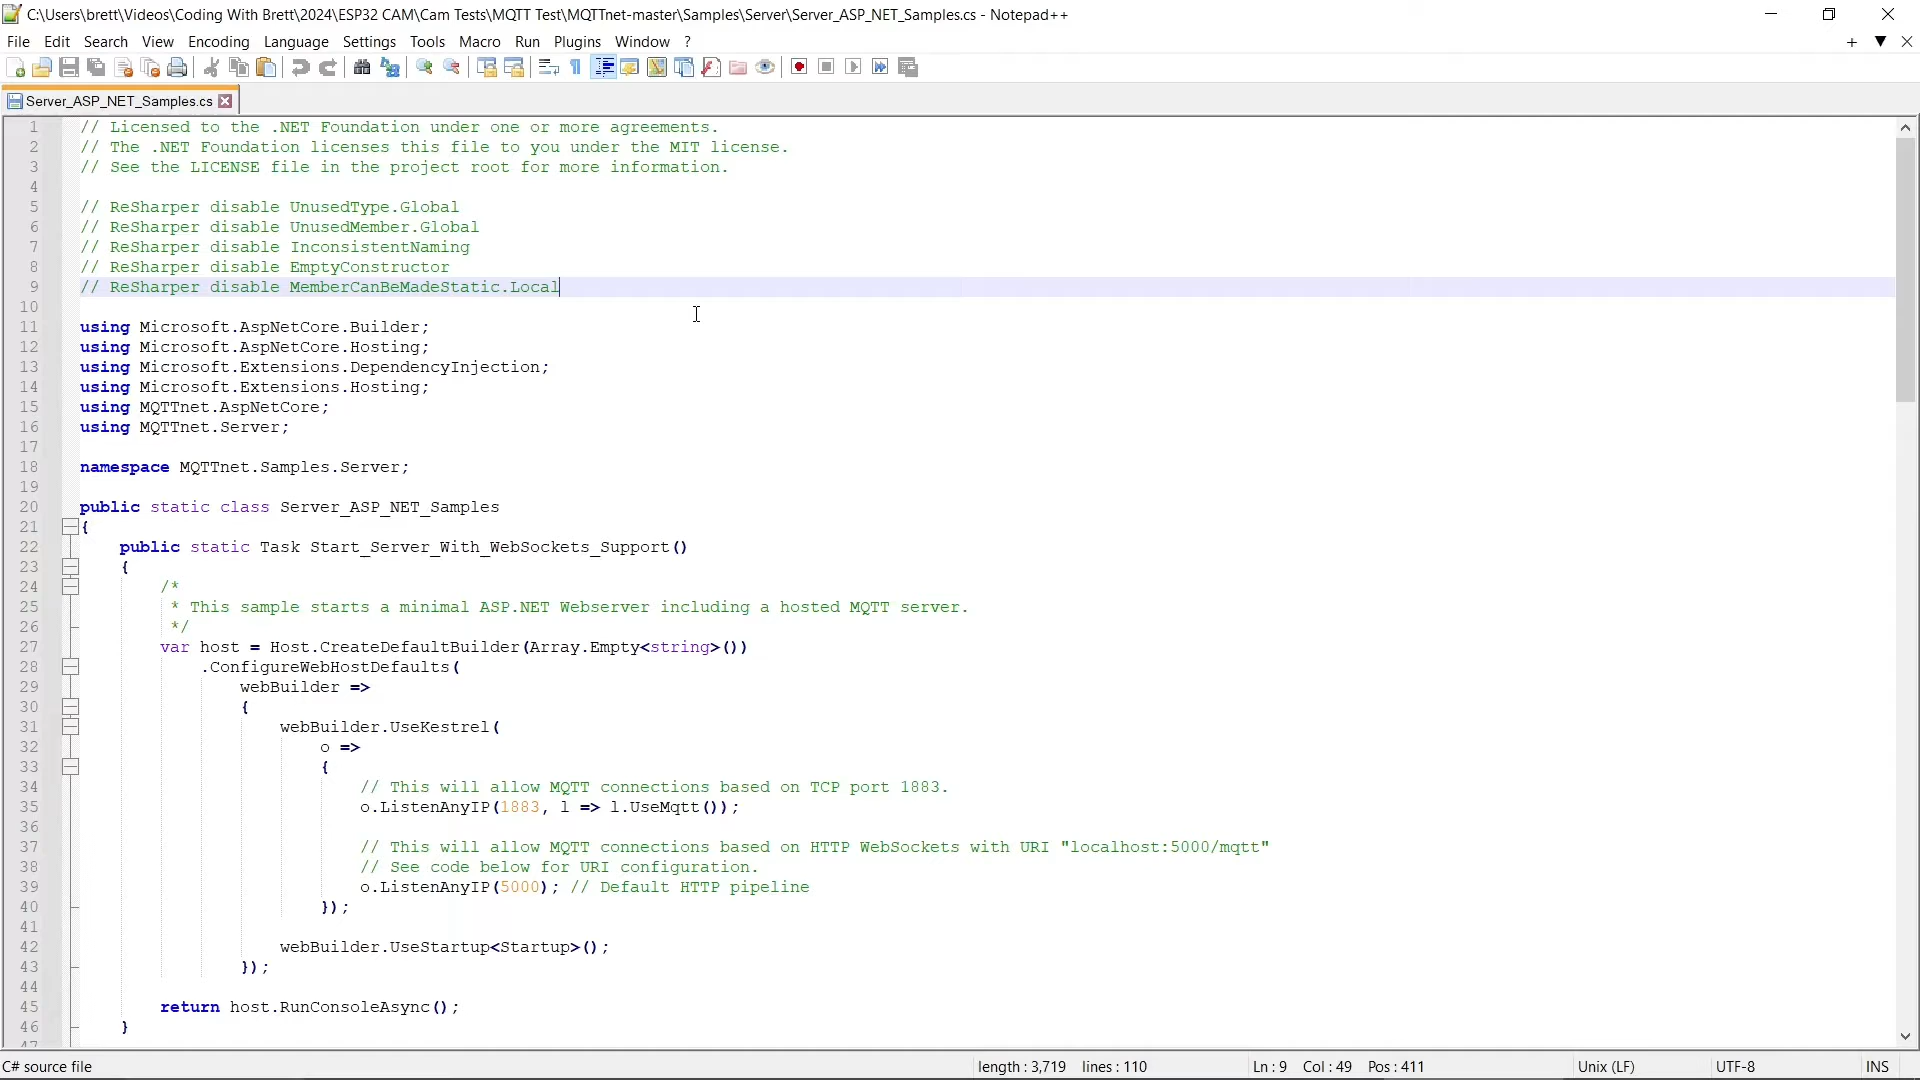 C:\Users\brett\Videos\Coding With Brett\2024\ESP32 CAM\Cam Tests\MQTT Test\MQTTnet-master\Samples\Server\Server_ASP_NET_Samples.cs - Notepad++
File Edit Search View Encoding Language Settings Tools Macro Run Plugins Window ?
Server_ASP_NET_Samples.cs
1 // Licensed to the .NET Foundation under one or more agreements.
2 // The .NET Foundation licenses this file to you under the MIT license.
3 // See the LICENSE file in the project root for more information.
4
5 // ReSharper disable UnusedType.Global
6 // ReSharper disable UnusedMember.Global
7 // ReSharper disable InconsistentNaming
8 // ReSharper disable EmptyConstructor
9 // ReSharper disable MemberCanBeMadeStatic.Local
10
11 using Microsoft.AspNetCore.Builder;
12 using Microsoft.AspNetCore.Hosting;
13 using Microsoft.Extensions.DependencyInjection;
14 using Microsoft.Extensions.Hosting;
15 using MQTTnet.AspNetCore;
16 using MQTTnet.Server;
17
18 namespace MQTTnet.Samples.Server;
19
20 public static class Server_ASP_NET_Samples
21 {
22 public static Task Start_Server_With_WebSockets_Support()
23 {
24 /*
25 * This sample starts a minimal ASP.NET Webserver including a hosted MQTT server.
26 */
27 var host = Host.CreateDefaultBuilder(Array.Empty<string>())
28 .ConfigureWebHostDefaults(
29 webBuilder =>
30 {
31 webBuilder.UseKestrel(
32 o =>
33 {
34 // This will allow MQTT connections based on TCP port 1883.
35 o.ListenAnyIP(1883, l => l.UseMqtt());
36
37 // This will allow MQTT connections based on HTTP WebSockets with URI "localhost:5000/mqtt"
38 // See code below for URI configuration.
39 o.ListenAnyIP(5000); // Default HTTP pipeline
40 });
41
42 webBuilder.UseStartup<Startup>();
43 });
44
45 return host.RunConsoleAsync();
46 }
47
C# source file length : 3,719 lines : 110 Ln : 9 Col : 49 Pos : 411 Unix (LF) UTF-8 INS